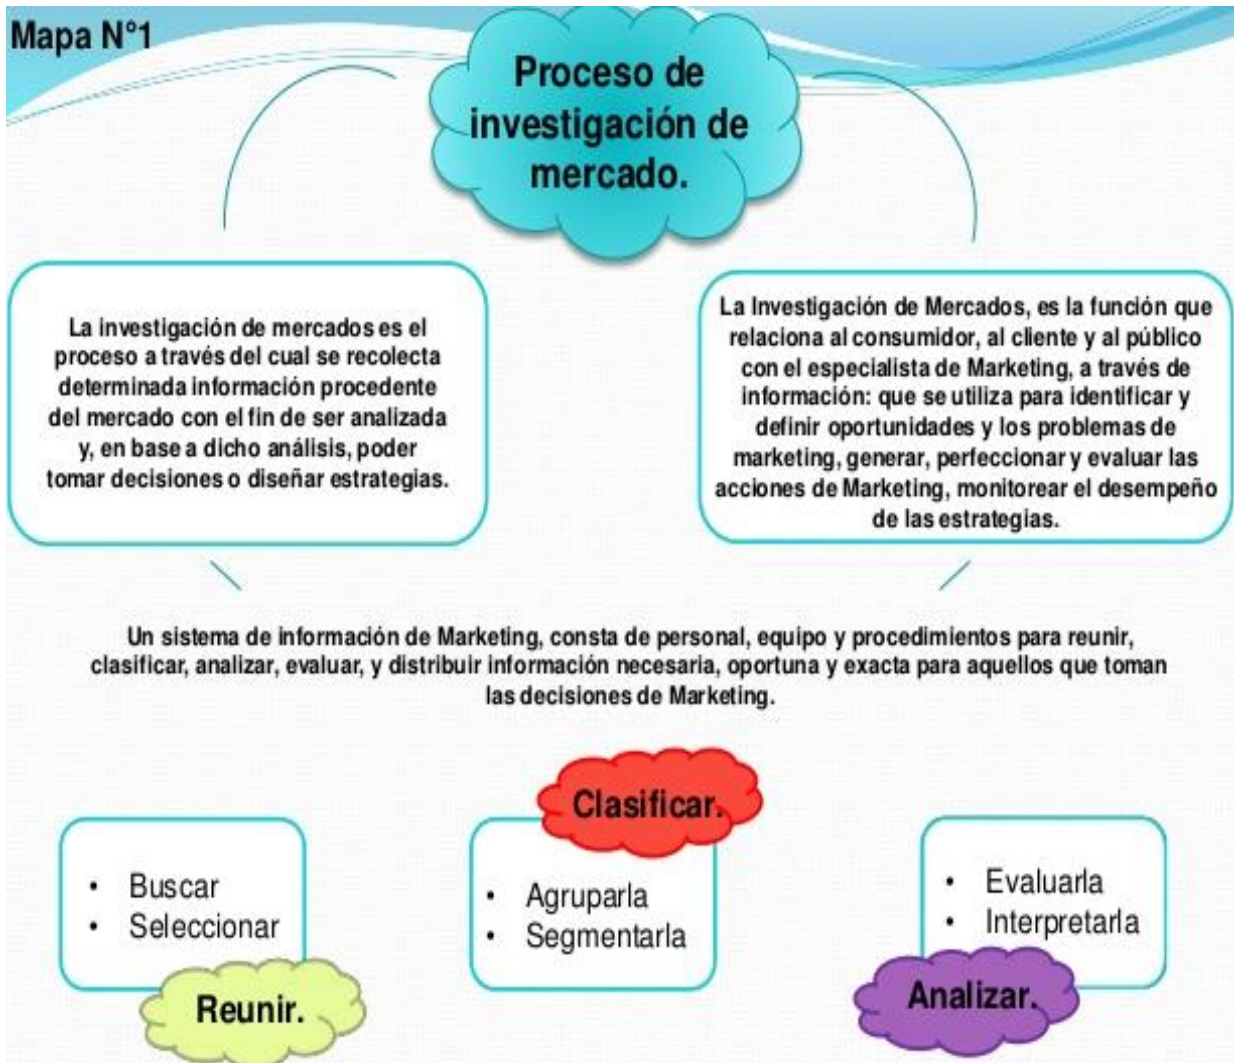 Mapa N°1
Proceso de
investigación de
mercado.
La investigación de mercados es el
proceso a través del cual se recolecta
determinada información procedente
del mercado con el fin de ser analizada
y, en base a dicho análisis, poder
tomar decisiones o diseñar estrategias.
La Investigación de Mercados, es la función que
relaciona al consumidor, al cliente y al público
con el especialista de Marketing, a través de
información: que se utiliza para identificar y
definir oportunidades y los problemas de
marketing, generar, perfeccionar y evaluar las
acciones de Marketing, monitorear el desempeño
de las estrategias.
Un sistema de información de Marketing, consta de personal, equipo y procedimientos para reunir,
clasificar, analizar, evaluar, y distribuir información necesaria, oportuna y exacta para aquellos que toman
las decisiones de Marketing.
• Buscar
• Seleccionar
Reunir.
Clasificar.
• Agruparla
• Segmentarla
• Evaluarla
• Interpretarla
Analizar.